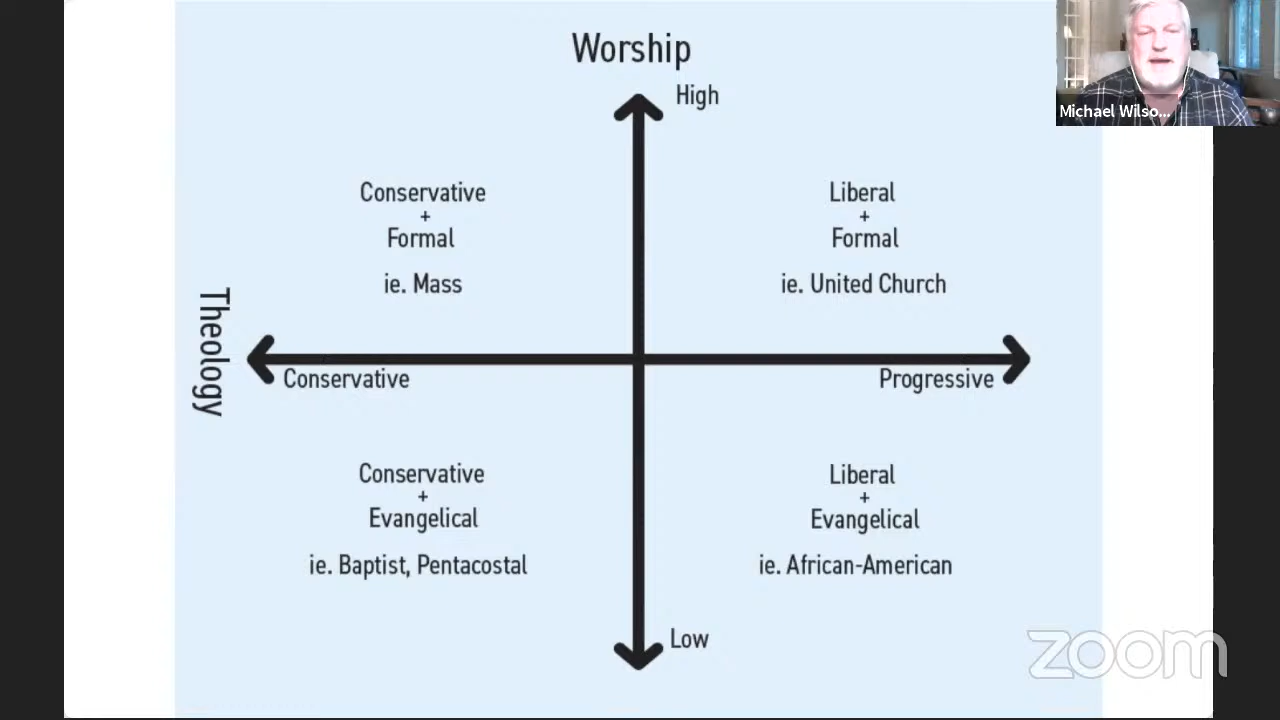 Worship
High
Michael Wilso...
Conservative
+
Formal
ie. Mass
Liberal
+
Formal
ie. United Church
Theology
Conservative
Progressive
Conservative
+
Evangelical
ie. Baptist, Pentacostal
Liberal
+
Evangelical
ie. African-American
Low
zoom